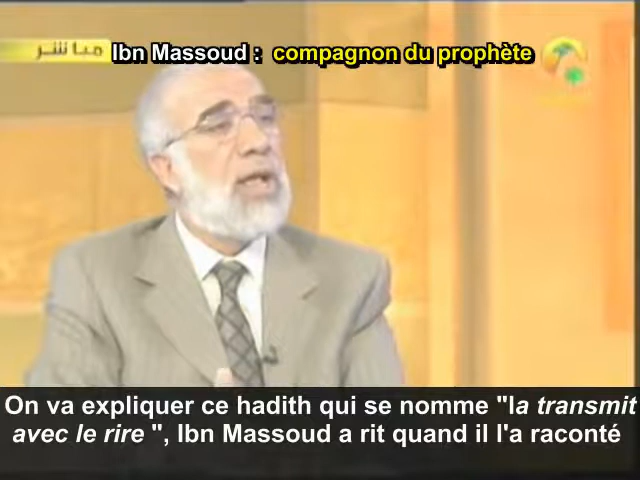 مباشر
Ibn Massoud : compagnon du prophète
On va expliquer ce hadith qui se nomme "la transmit
avec le rire ", Ibn Massoud a rit quand il l'a raconté